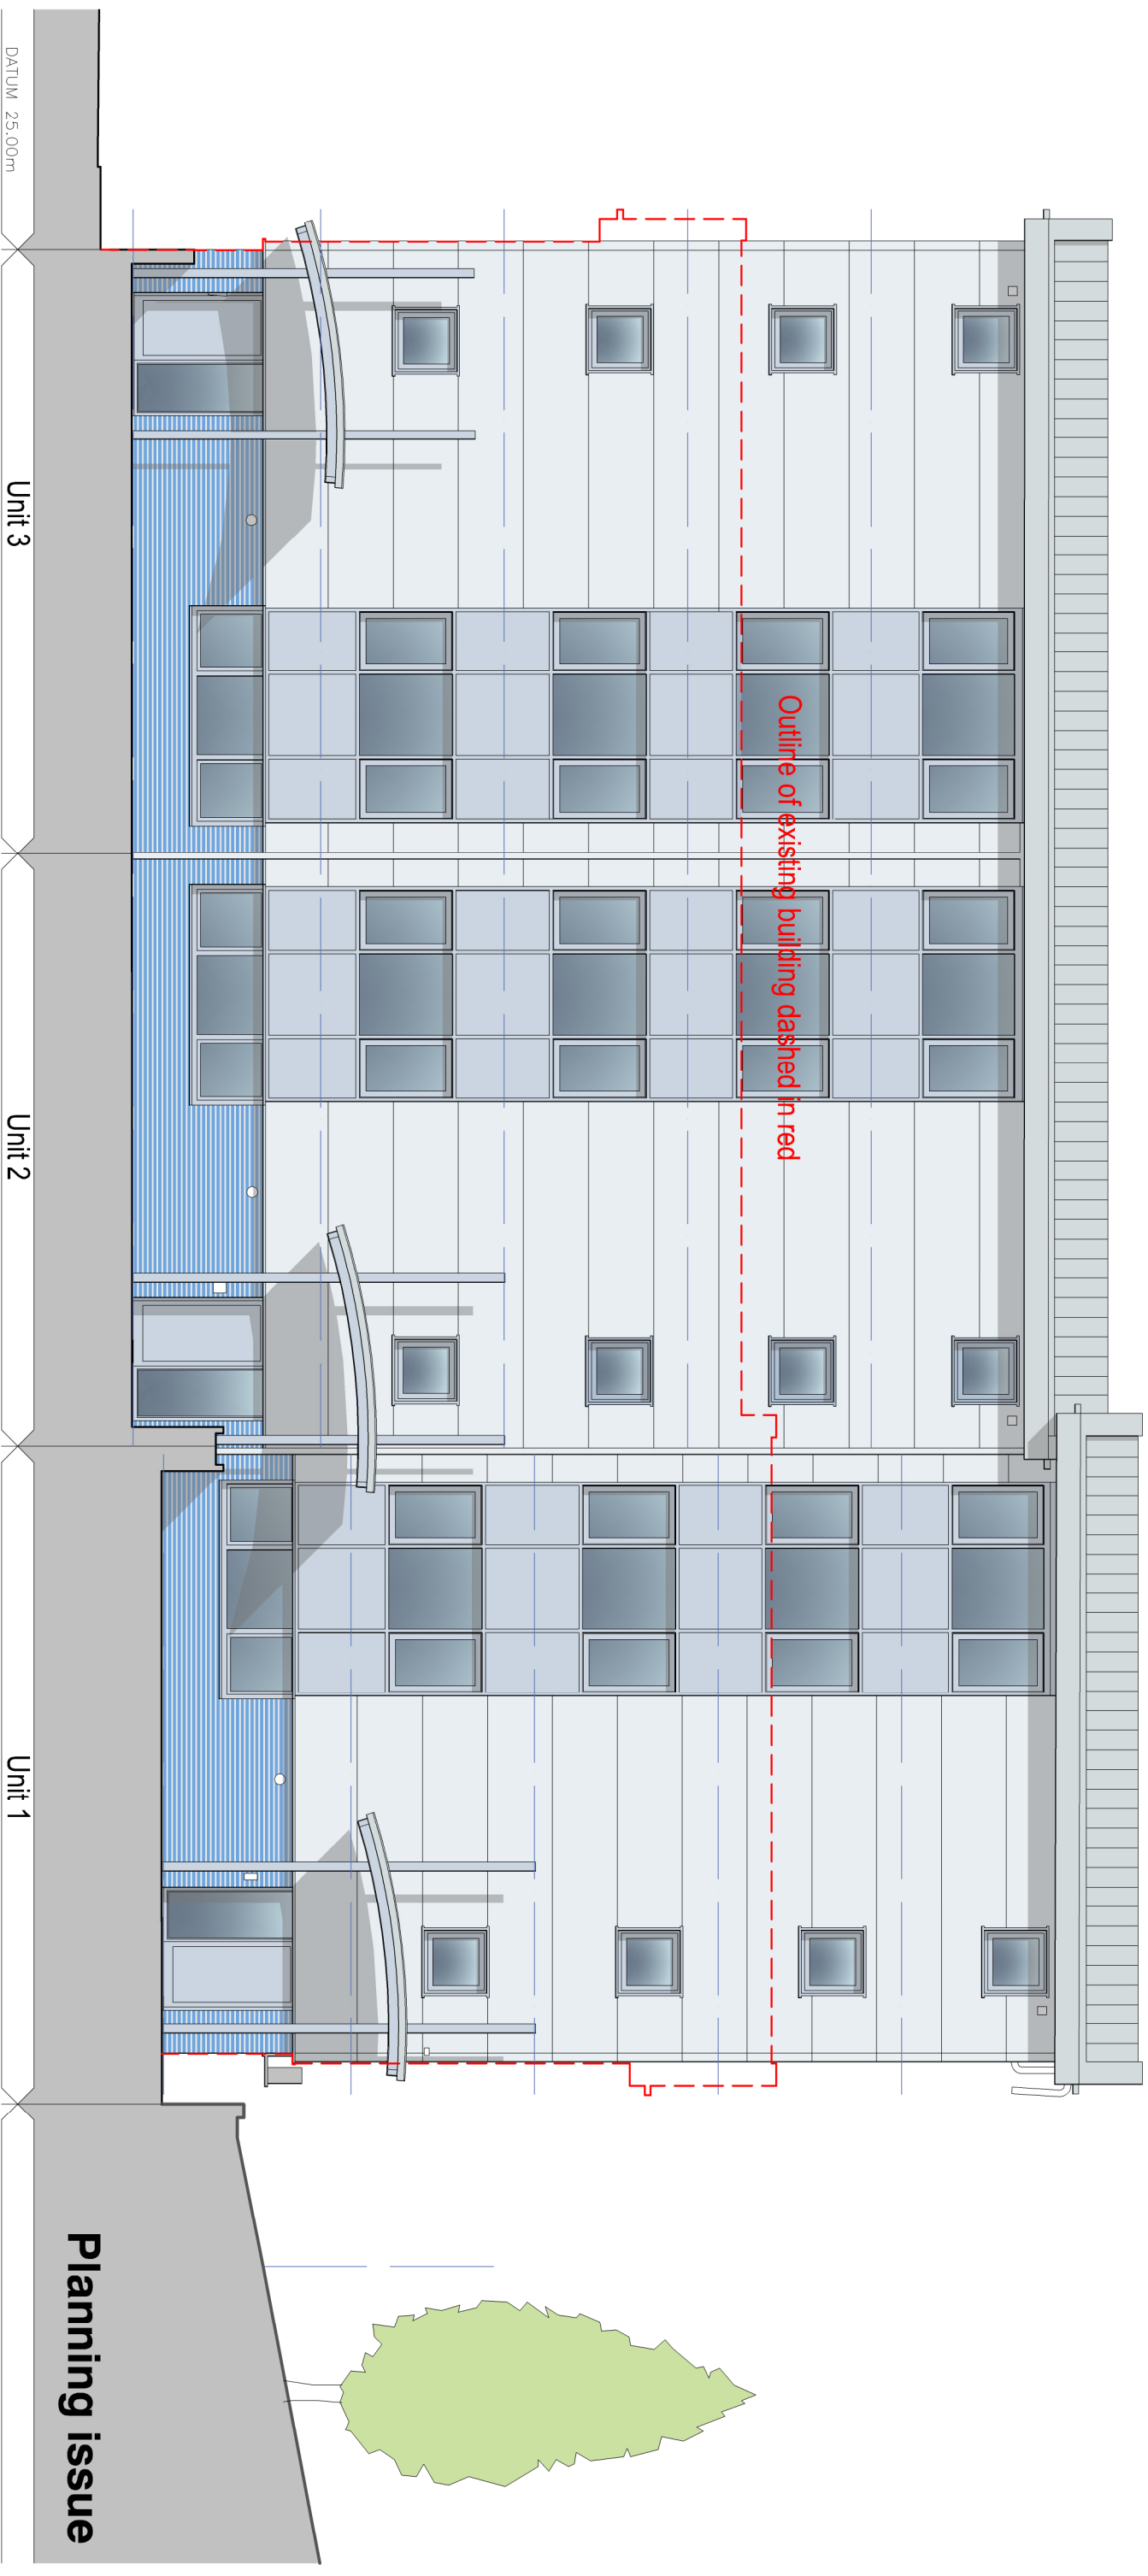 Outline of existing building dashed in red
DATUM 25.00m
Unit 3
Unit 2
Unit 1
Planning issue